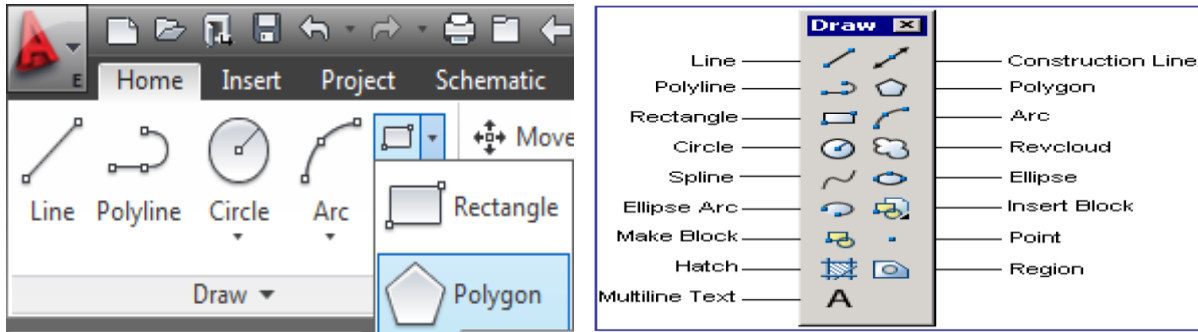 E
Home Insert Project Schematic
Move
Line Polyline Circle Arc
Rectangle
Polygon
Draw
Draw
Line Construction Line
Polyline Polygon
Rectangle Arc
Circle Revcloud
Spline Ellipse
Ellipse Arc Insert Block
Make Block Point
Hatch Region
Multiline Text A